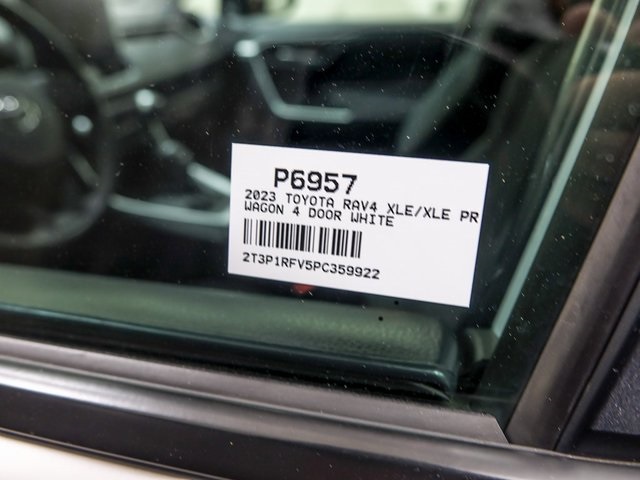 P6957
2023 TOYOTA RAV4 XLE/XLE PR
WAGON 4 DOOR WHITE
2T3P1RFV5PC359922